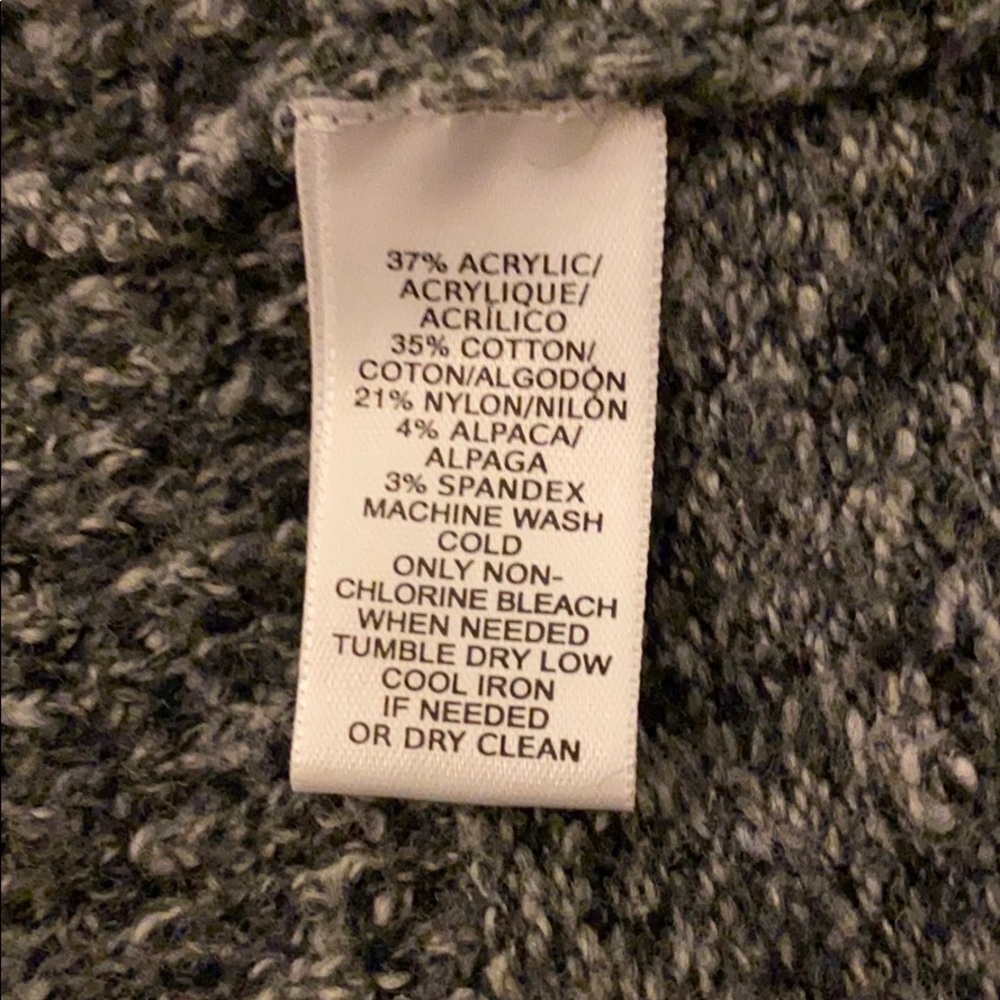 37% ACRYLIC/
ACRYLIQUE/
ACRÍLICO
35% COTTON/
COTON/ALGODÓN
21% NYLON/NILÓN
4% ALPACA/
ALPAGA
3% SPANDEX
MACHINE WASH
COLD
ONLY NON-
CHLORINE BLEACH
WHEN NEEDED
TUMBLE DRY LOW
COOL IRON
IF NEEDED
OR DRY CLEAN